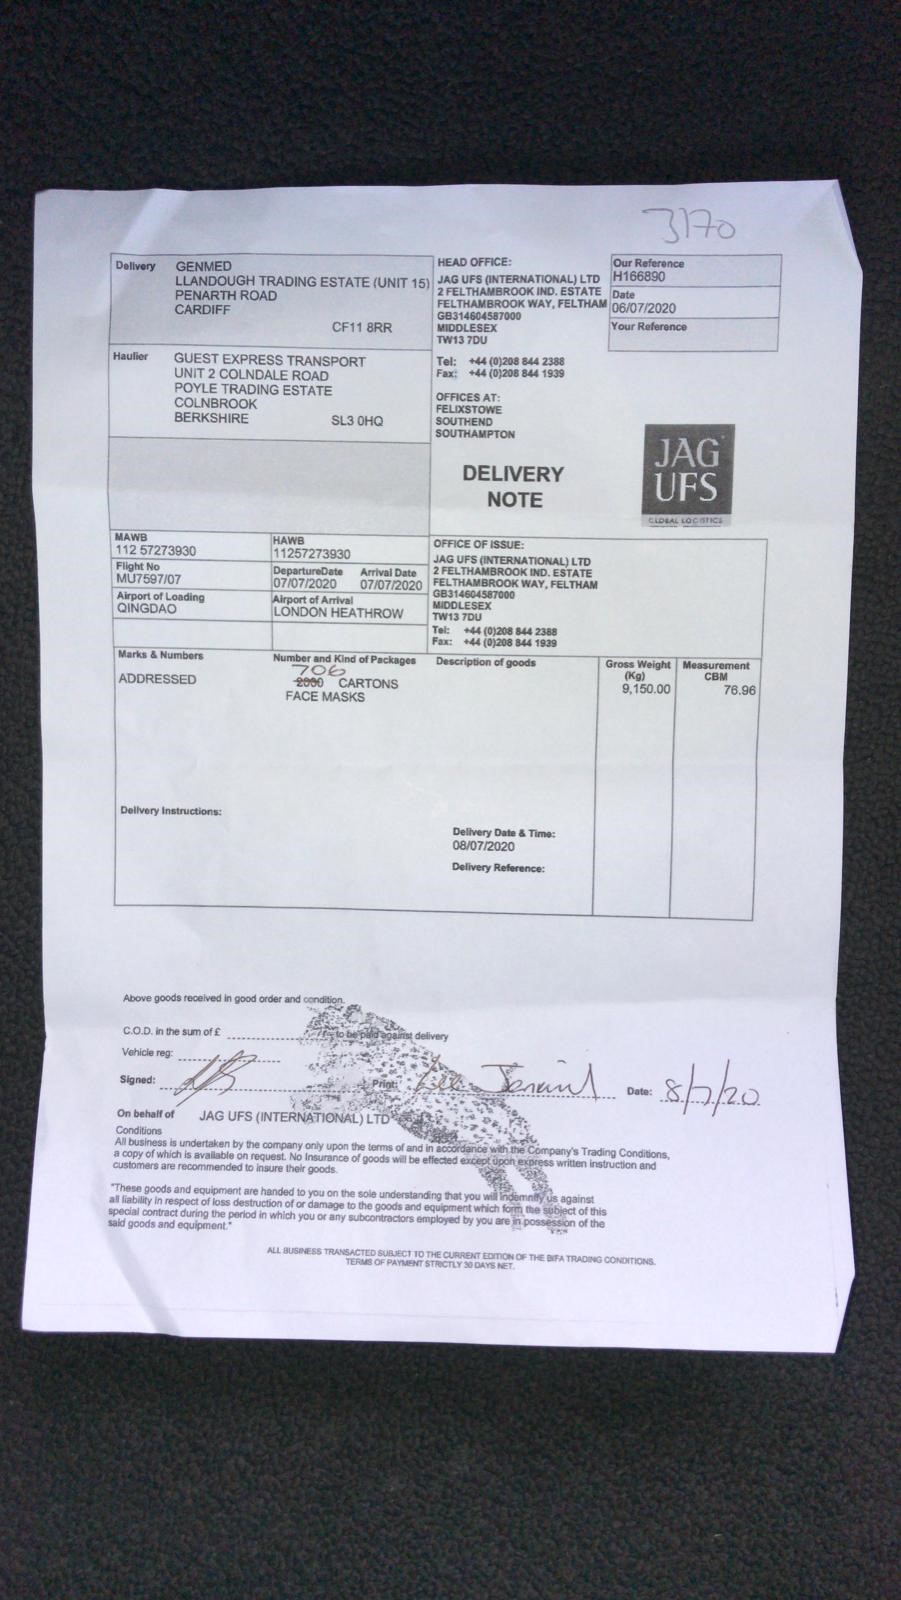 3170
Delivery
GENMED
LLANDOUGH TRADING ESTATE (UNIT 15)
PENARTH ROAD
CARDIFF
CF11 8RR
Haulier
GUEST EXPRESS TRANSPORT
UNIT 2 COLNDALE ROAD
POYLE TRADING ESTATE
COLNBROOK
BERKSHIRE SL3 0HQ
HEAD OFFICE:
JAG UFS (INTERNATIONAL) LTD
2 FELTHAMBROOK IND. ESTATE
FELTHAMBROOK WAY, FELTHAM
GB314604587000
MIDDLESEX
TW13 7DU
Tel: +44 (0)208 844 2388
Fax: +44 (0)208 844 1939
OFFICES AT:
FELIXSTOWE
SOUTHEND
SOUTHAMPTON
Our Reference
H166890
Date
06/07/2020
Your Reference
DELIVERY
NOTE
JAG
UFS
GLOBAL LOGISTICS
MAWB
112 57273930
HAWB
11257273930
Flight No
MU7597/07
DepartureDate Arrival Date
07/07/2020 07/07/2020
Airport of Loading
QINGDAO
Airport of Arrival
LONDON HEATHROW
OFFICE OF ISSUE:
JAG UFS (INTERNATIONAL) LTD
2 FELTHAMBROOK IND. ESTATE
FELTHAMBROOK WAY, FELTHAM
GB314604587000
MIDDLESEX
TW13 7DU
Tel: +44 (0)208 844 2388
Fax: +44 (0)208 844 1939
Marks & Numbers
Number and Kind of Packages
Description of goods
Gross Weight
(Kg)
Measurement
CBM
706
ADDRESSED
2000 CARTONS
FACE MASKS
9,150.00
76.96
Delivery Instructions:
Delivery Date & Time:
08/07/2020
Delivery Reference:
Above goods received in good order and condition.
C.O.D. in the sum of £ to be paid against delivery
Vehicle reg:
Signed: Print: Date: 8/7/20
On behalf of JAG UFS (INTERNATIONAL) LTD
Conditions
All business is undertaken by the company only upon the terms of and in accordance with the Company's Trading Conditions,
a copy of which is available on request. No Insurance of goods will be effected except upon express written instruction and
customers are recommended to insure their goods.
"These goods and equipment are handed to you on the sole understanding that you will indemnify us against
all liability in respect of loss destruction of or damage to the goods and equipment which form the subject of this
special contract during the period in which you or any subcontractors employed by you are in possession of the
said goods and equipment."
ALL BUSINESS TRANSACTED SUBJECT TO THE CURRENT EDITION OF THE BIFA TRADING CONDITIONS.
TERMS OF PAYMENT STRICTLY 30 DAYS NET.